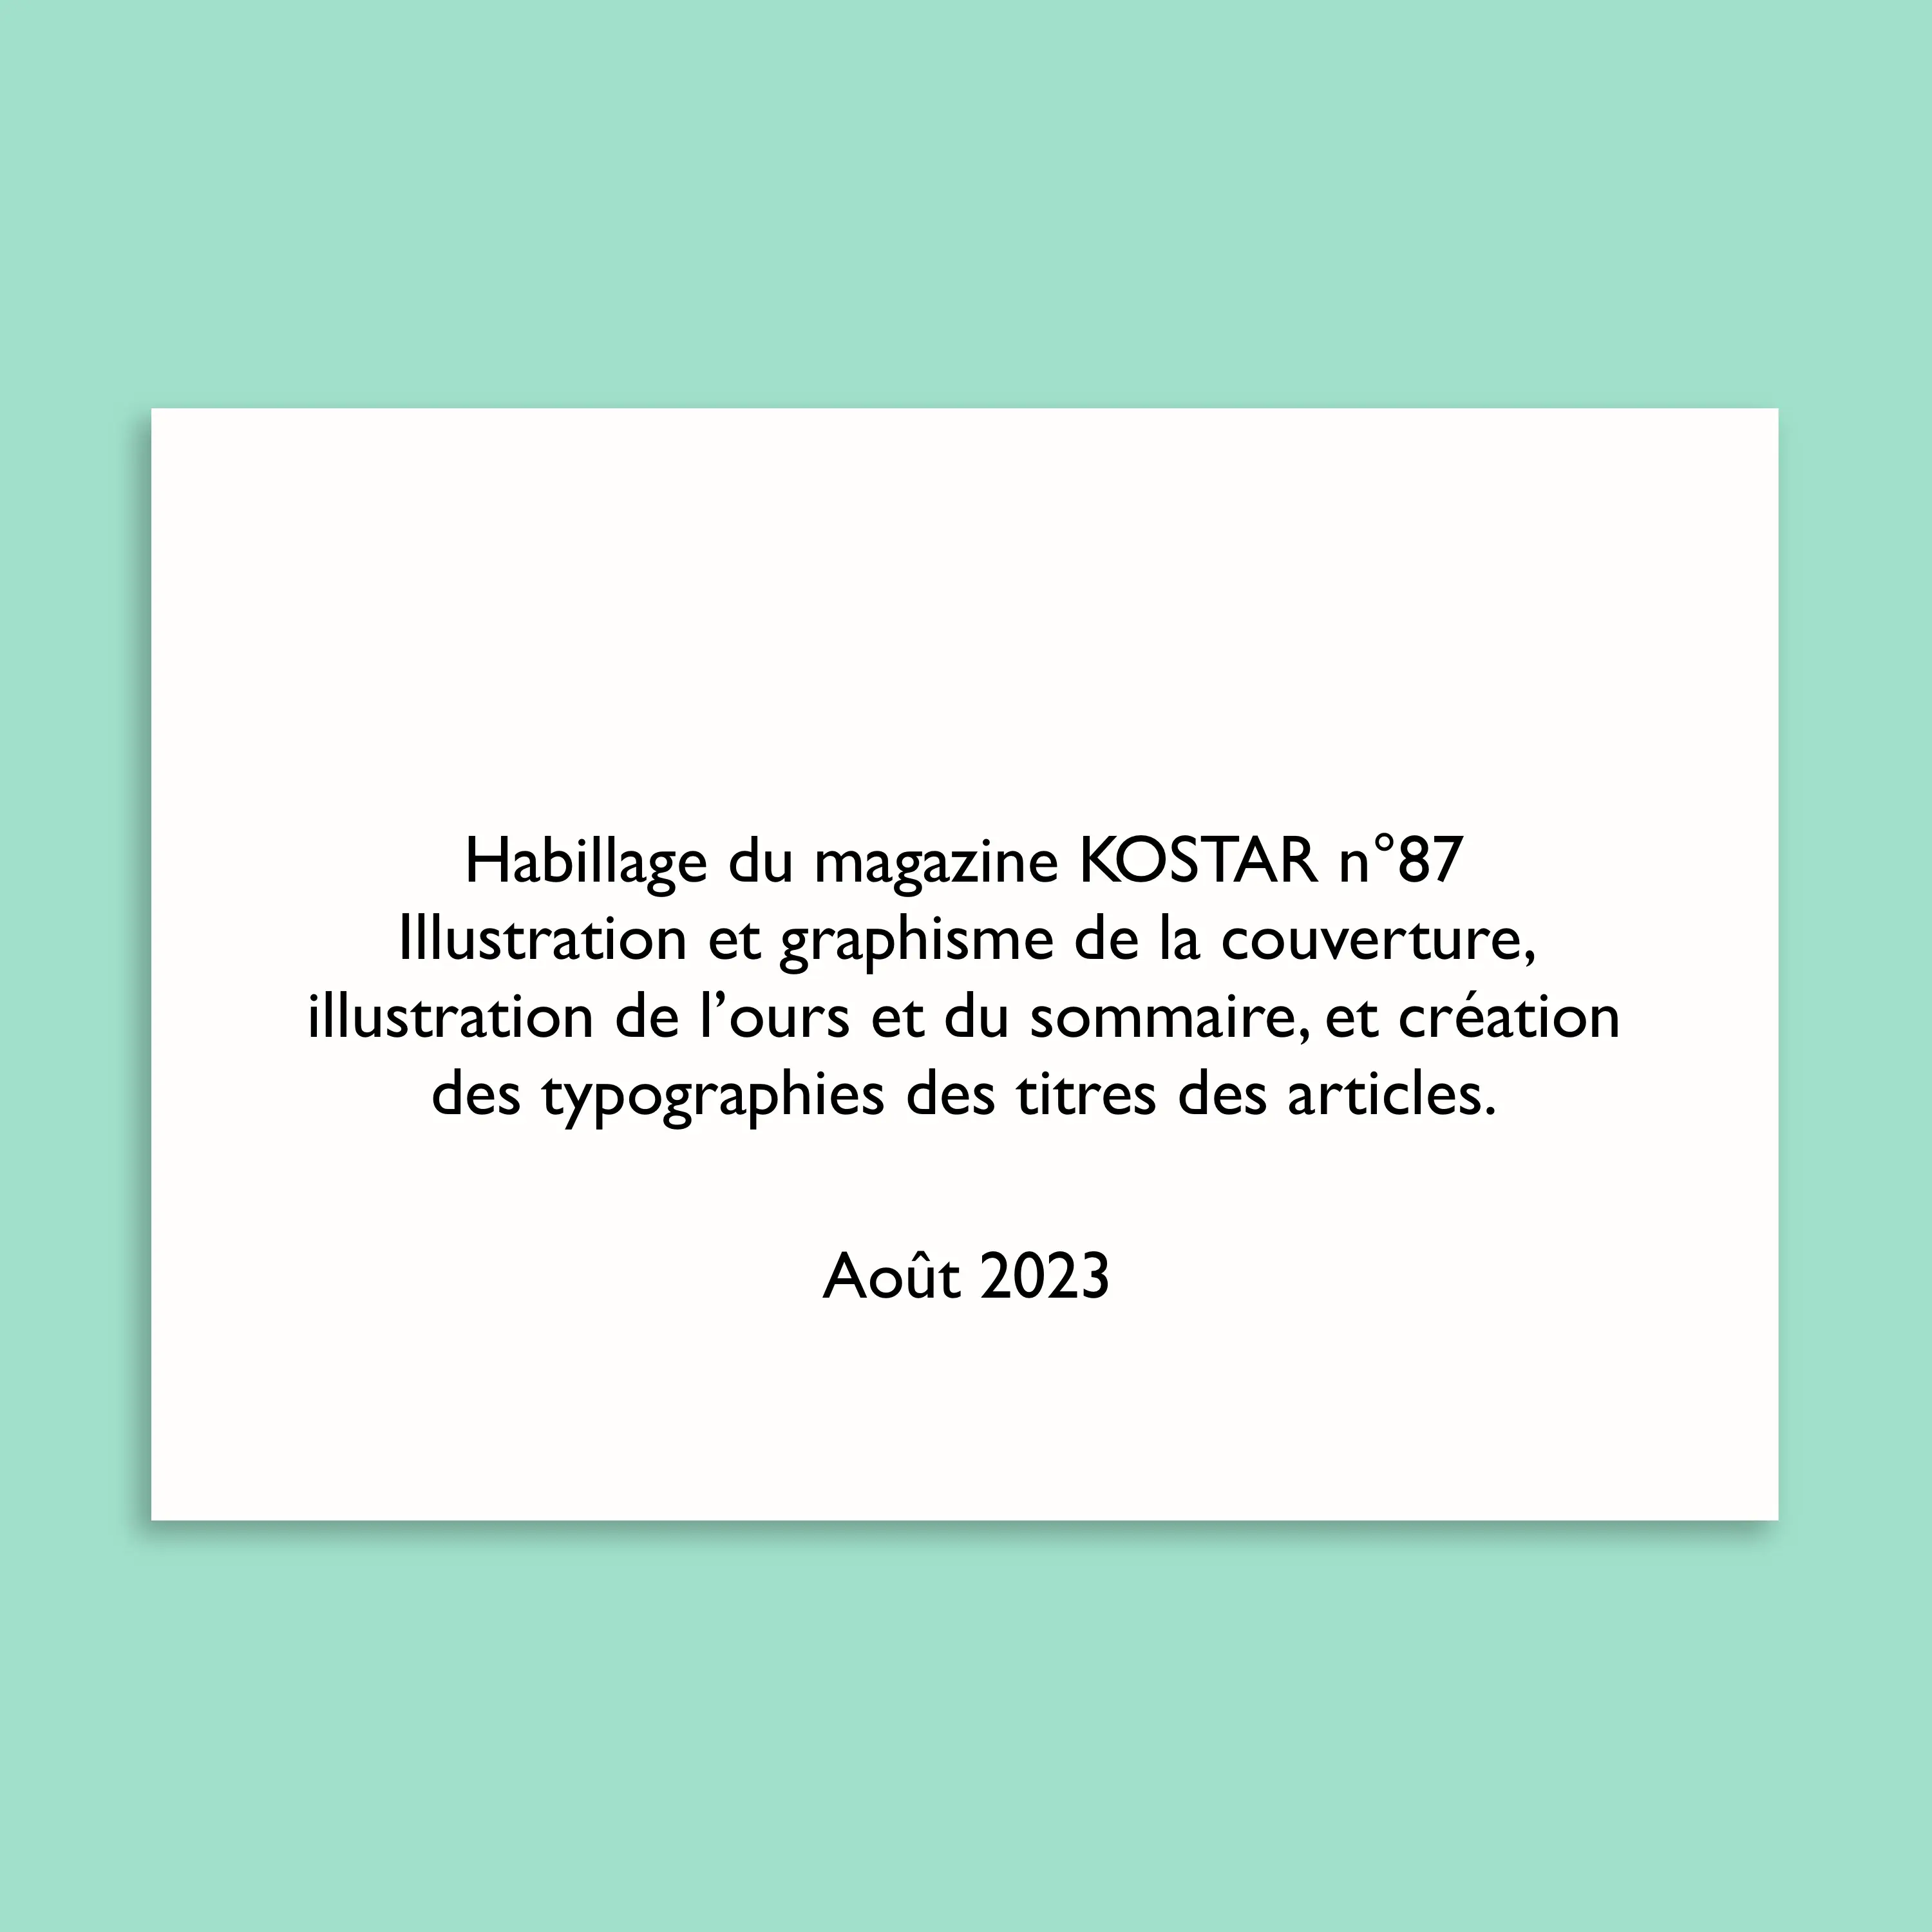 Habillage du magazine KOSTAR n°87
Illustration et graphisme de la couverture,
illustration de l’ours et du sommaire, et création
des typographies des titres des articles.
Août 2023